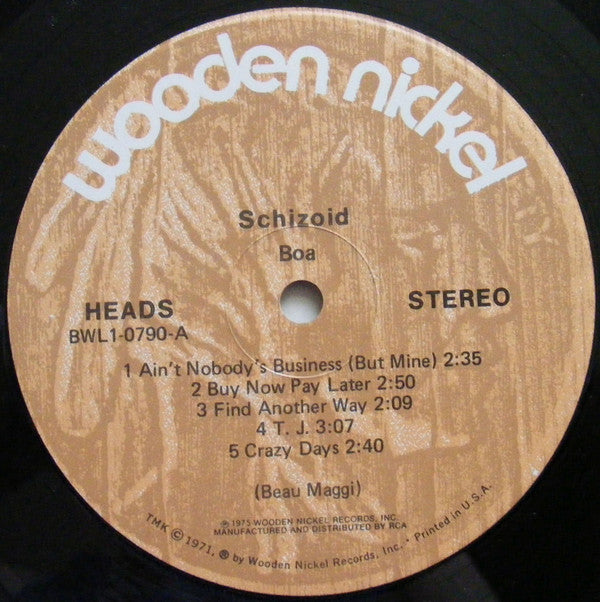 wooden nickel
Schizoid
Boa
HEADS
STEREO
BWL1-0790-A
1 Ain't Nobody's Business (But Mine) 2:35
2 Buy Now Pay Later 2:50
3 Find Another Way 2:09
4 T. J. 3:07
5 Crazy Days 2:40
(Beau Maggi)
℗ 1975 WOODEN NICKEL RECORDS, INC.
MANUFACTURED AND DISTRIBUTED BY RCA
TMK © 1971, ® by Wooden Nickel Records, Inc. • Printed in U.S.A.